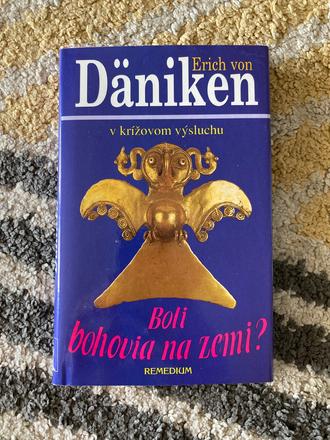 Erich von
Däniken
v krížovom výsluchu
Boli
bohovia na zemi?
REMEDIUM